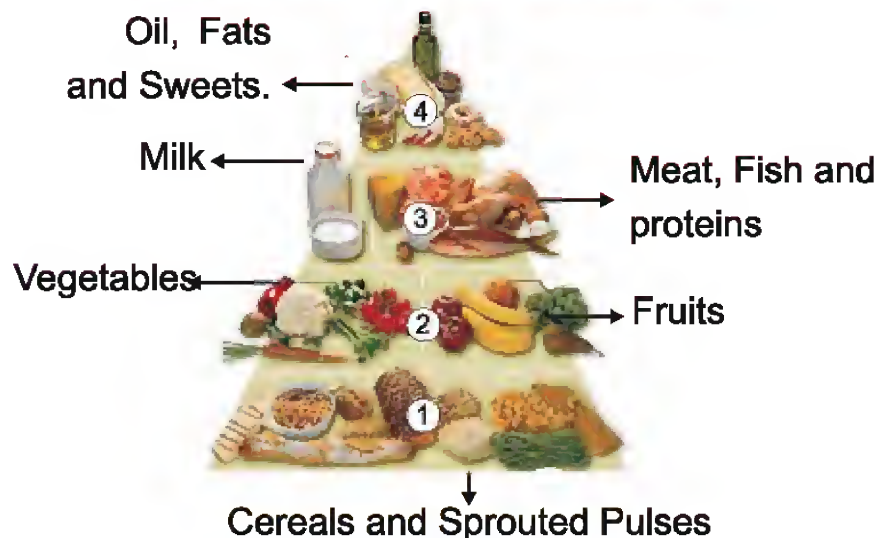 Oil, Fats
and Sweets.
4
Milk
Meat, Fish and
proteins
3
Vegetables
Fruits
2
1
Cereals and Sprouted Pulses